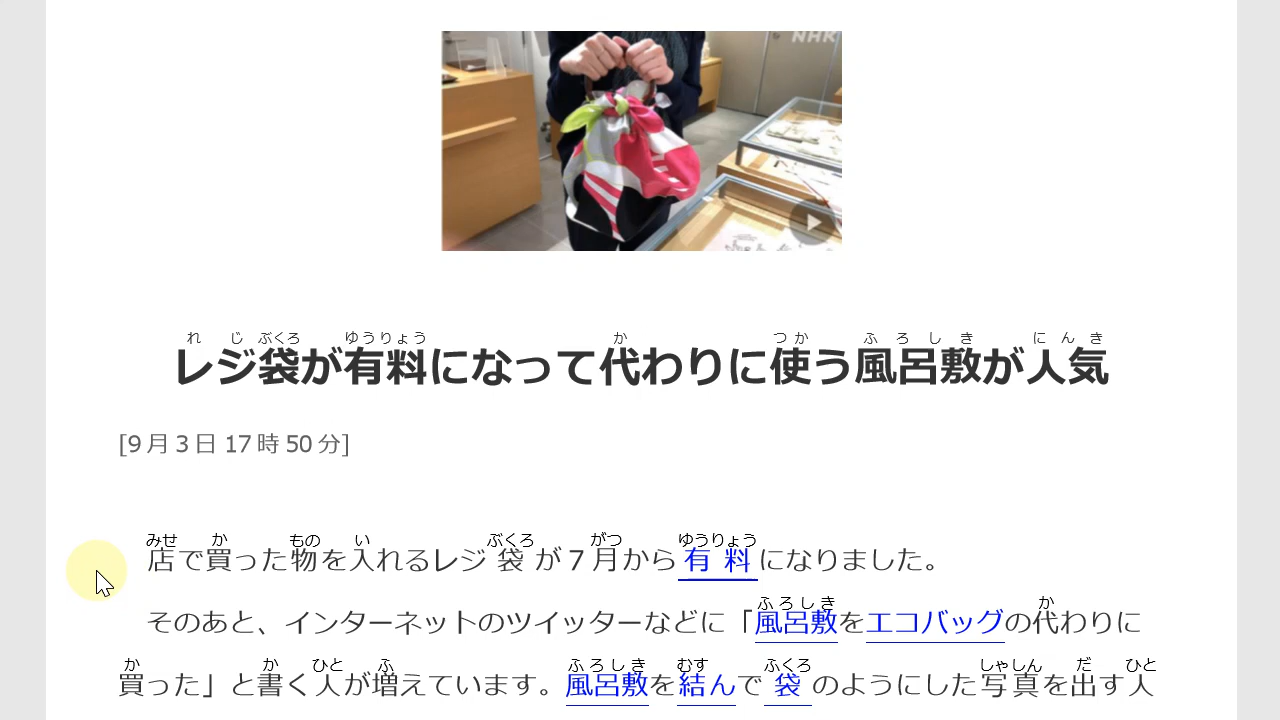 NHK
レジ袋が有料になって代わりに使う風呂敷が人気
[9月3日 17時50分]
店で買った物を入れるレジ袋が7月から有料になりました。
そのあと、インターネットのツイッターなどに「風呂敷をエコバッグの代わりに
買った」と書く人が増えています。風呂敷を結んで袋のようにした写真を出す人